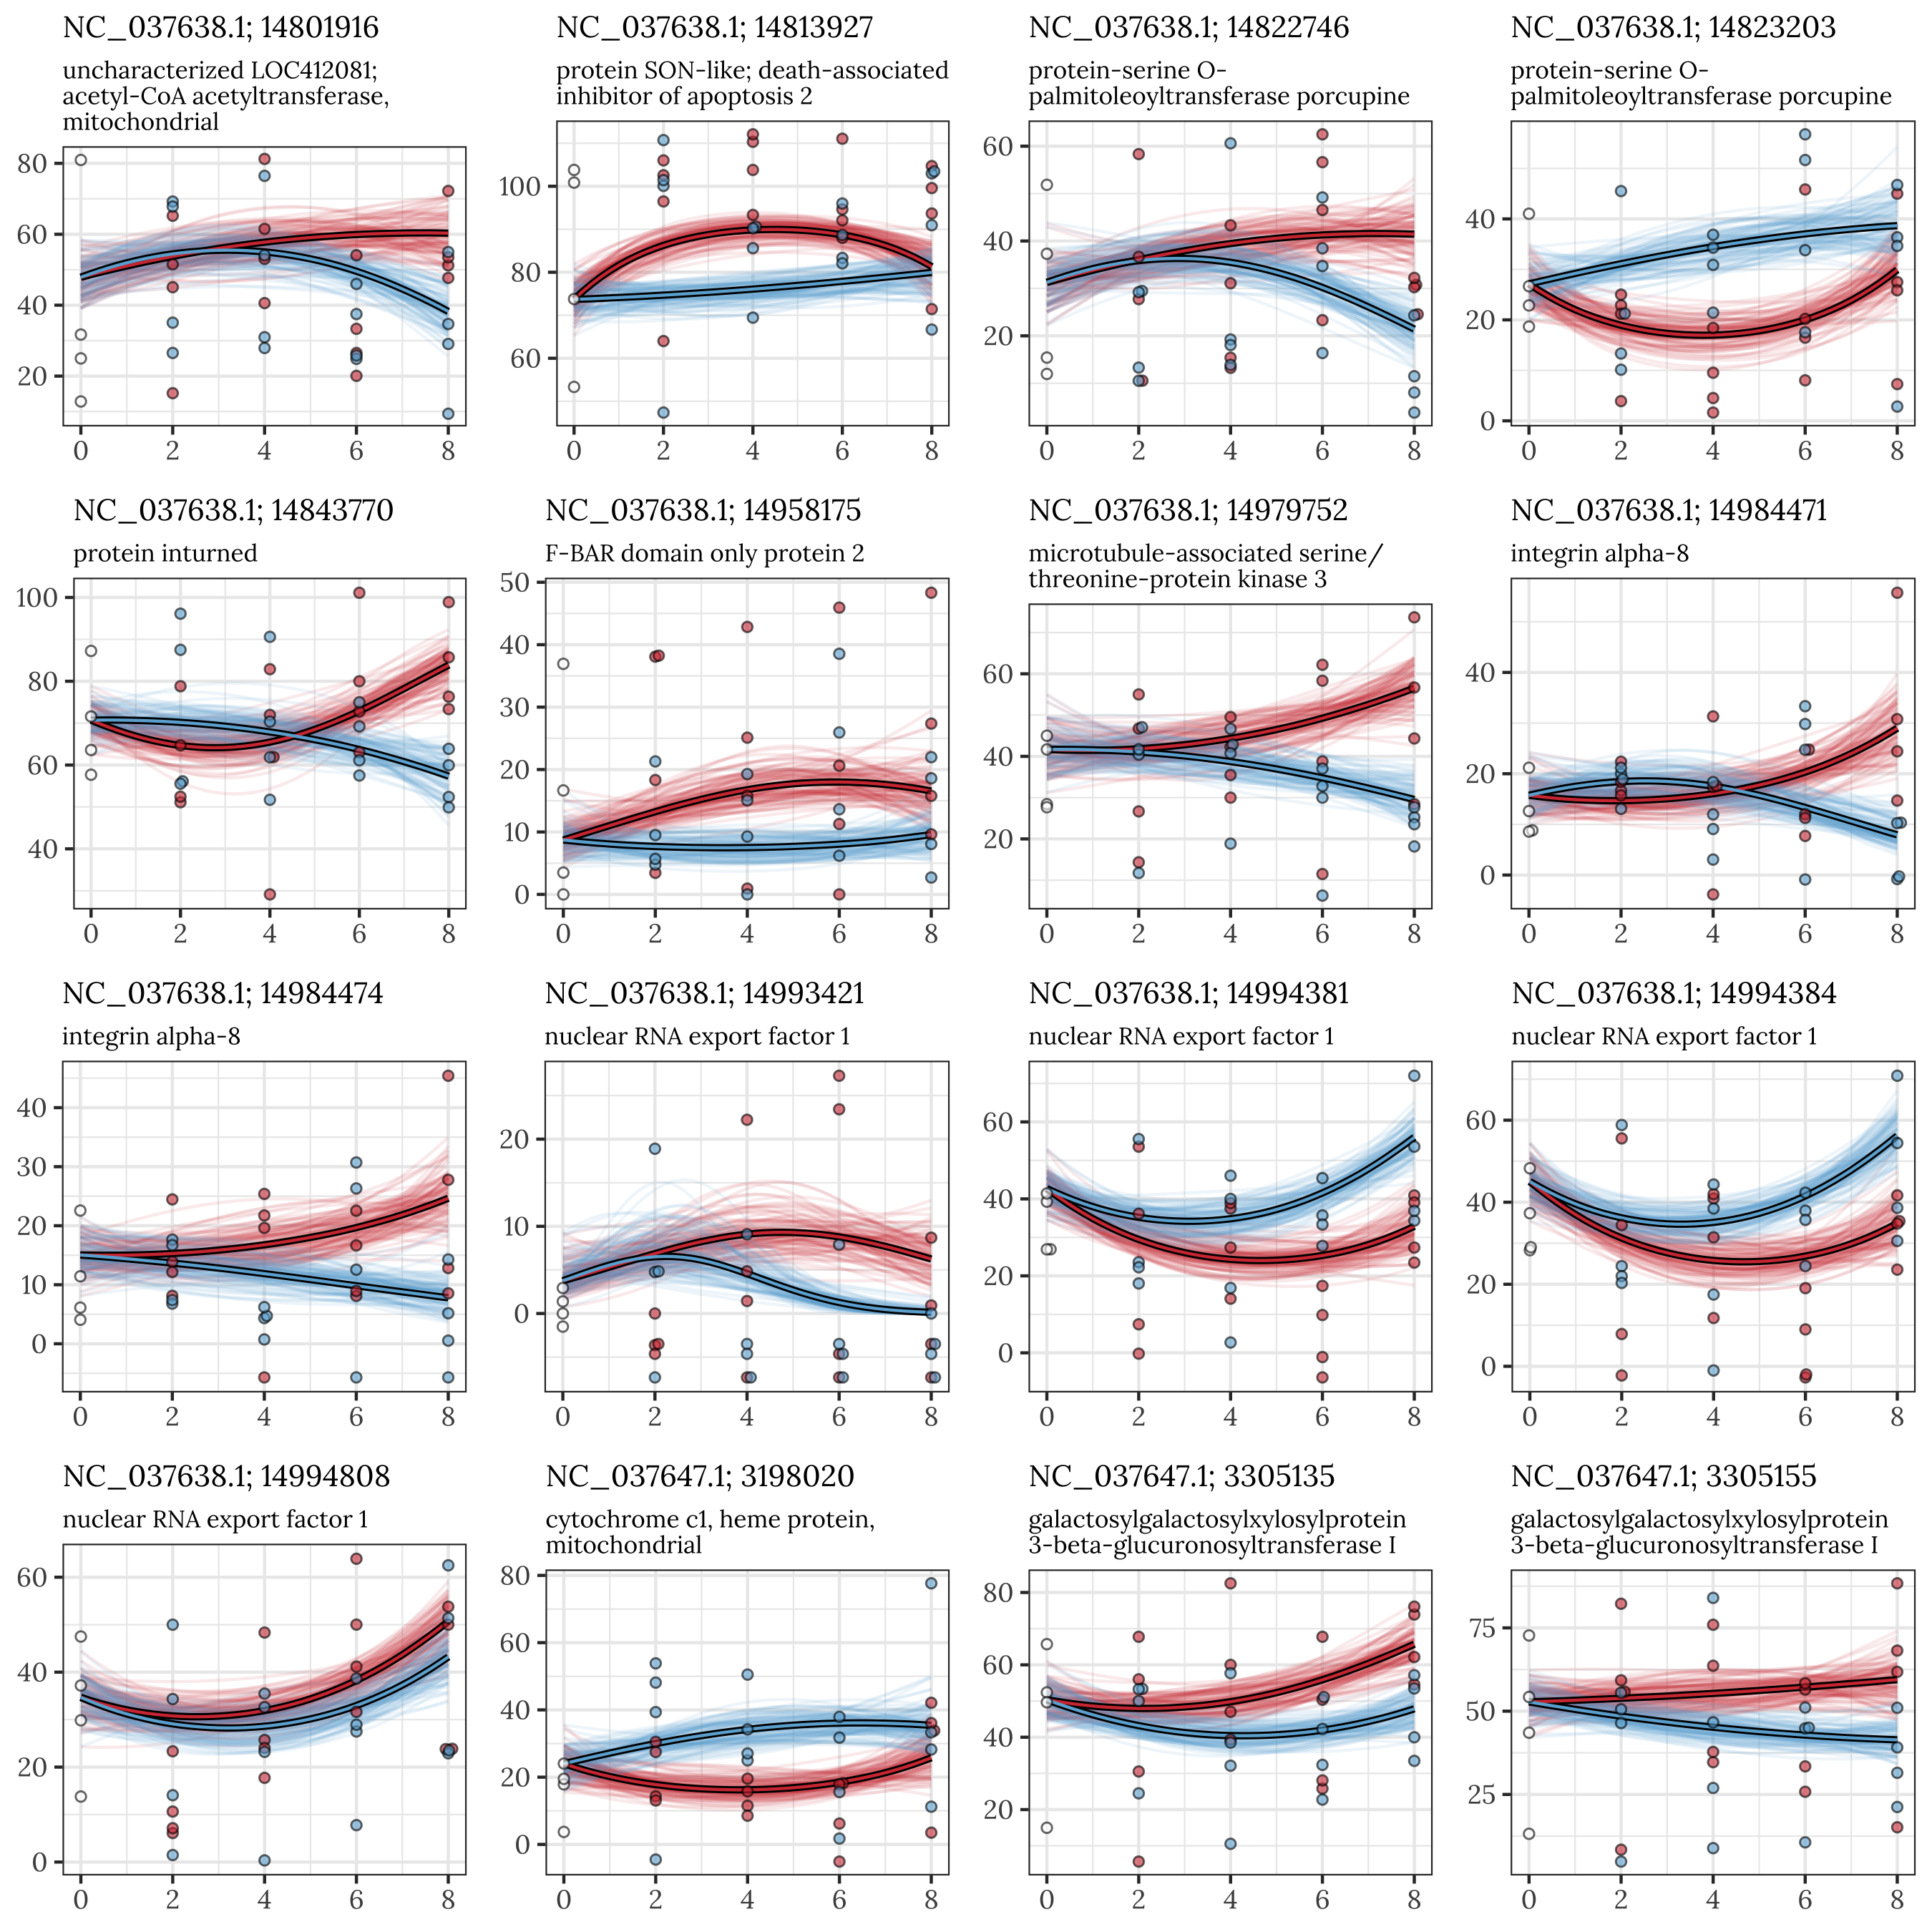 NC_037638.1; 14801916
uncharacterized LOC412081;
acetyl-CoA acetyltransferase,
mitochondrial
80
60
40
20
0 2 4 6 8
NC_037638.1; 14813927
protein SON-like; death-associated
inhibitor of apoptosis 2
100
80
60
0 2 4 6 8
NC_037638.1; 14822746
protein-serine O-
palmitoleoyltransferase porcupine
60
40
20
0 2 4 6 8
NC_037638.1; 14823203
protein-serine O-
palmitoleoyltransferase porcupine
40
20
0
0 2 4 6 8
NC_037638.1; 14843770
protein inturned
100
80
60
40
0 2 4 6 8
NC_037638.1; 14958175
F-BAR domain only protein 2
50
40
30
20
10
0
0 2 4 6 8
NC_037638.1; 14979752
microtubule-associated serine/
threonine-protein kinase 3
60
40
20
0 2 4 6 8
NC_037638.1; 14984471
integrin alpha-8
40
20
0
0 2 4 6 8
NC_037638.1; 14984474
integrin alpha-8
40
30
20
10
0
0 2 4 6 8
NC_037638.1; 14993421
nuclear RNA export factor 1
20
10
0
0 2 4 6 8
NC_037638.1; 14994381
nuclear RNA export factor 1
60
40
20
0
0 2 4 6 8
NC_037638.1; 14994384
nuclear RNA export factor 1
60
40
20
0
0 2 4 6 8
NC_037638.1; 14994808
nuclear RNA export factor 1
60
40
20
0
0 2 4 6 8
NC_037647.1; 3198020
cytochrome c1, heme protein,
mitochondrial
80
60
40
20
0
0 2 4 6 8
NC_037647.1; 3305135
galactosylgalactosylxylosylprotein
3-beta-glucuronosyltransferase I
80
60
40
20
0 2 4 6 8
NC_037647.1; 3305155
galactosylgalactosylxylosylprotein
3-beta-glucuronosyltransferase I
75
50
25
0 2 4 6 8